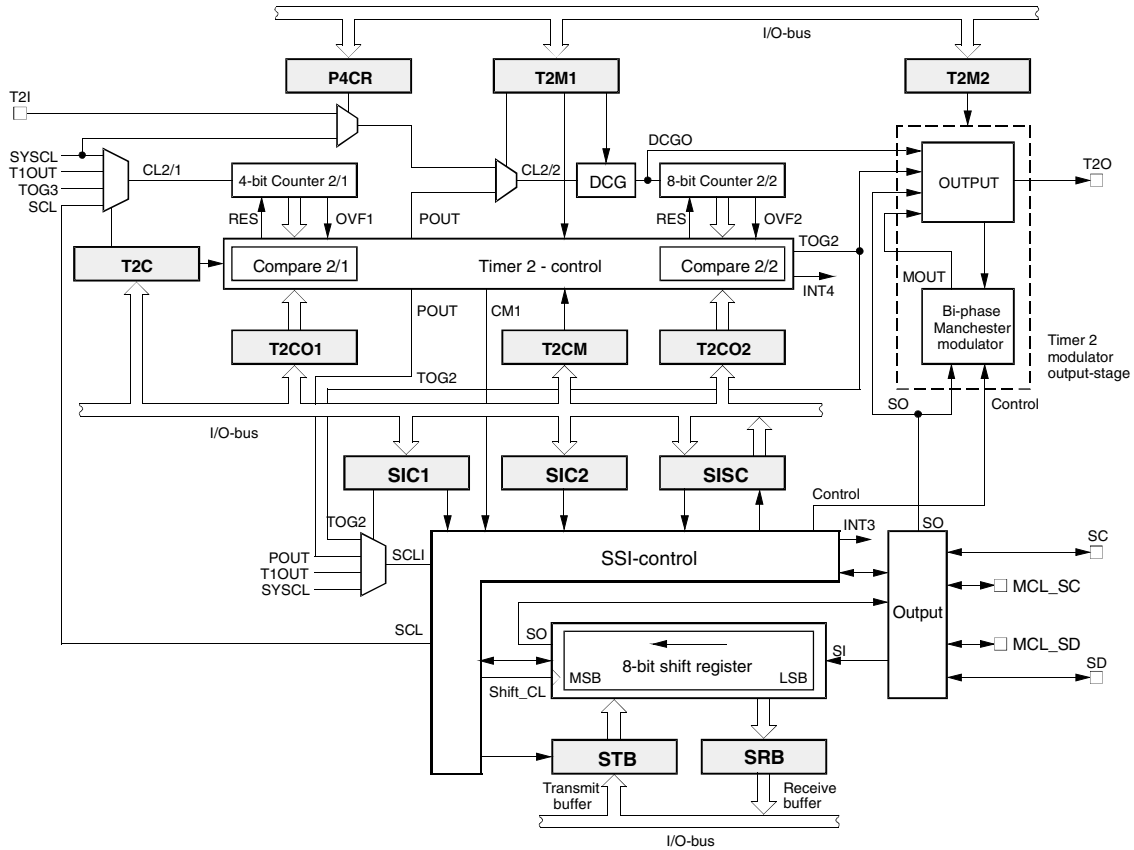 I/O-bus
P4CR
T2M1
T2M2
T2I
SYSCL
T1OUT
TOG3
SCL
CL2/1
4-bit Counter 2/1
CL2/2
DCG
DCGO
8-bit Counter 2/2
OUTPUT
T2O
RES
OVF1
POUT
RES
OVF2
TOG2
T2C
Compare 2/1
Timer 2 - control
Compare 2/2
INT4
MOUT
Bi-phase
Manchester
modulator
Timer 2
modulator
output-stage
POUT
CM1
T2CO1
T2CM
T2CO2
TOG2
SO
Control
I/O-bus
SIC1
SIC2
SISC
Control
TOG2
POUT
T1OUT
SYSCL
SCLI
SSI-control
INT3
SO
SC
MCL_SC
Output
MCL_SD
SD
SCL
SO
SI
8-bit shift register
MSB
LSB
Shift_CL
STB
SRB
Transmit
buffer
Receive
buffer
I/O-bus